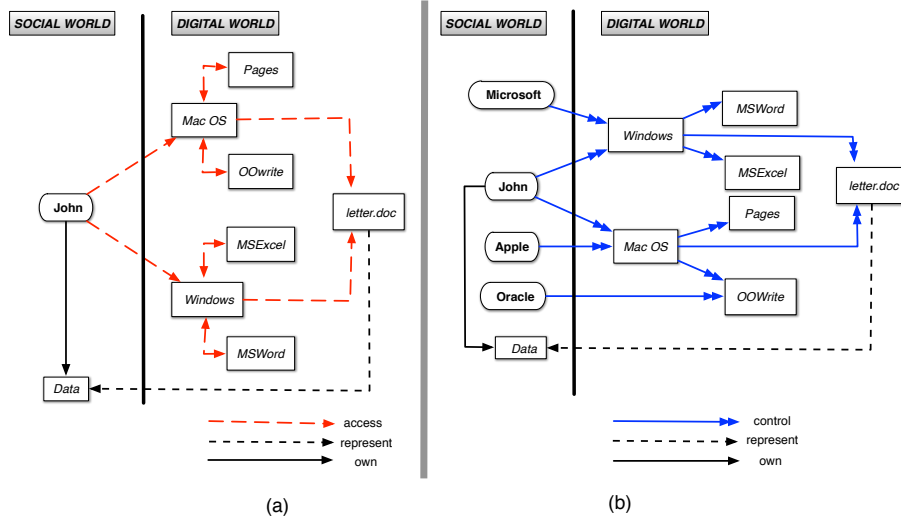 SOCIAL WORLD
DIGITAL WORLD
Pages
Mac OS
OOwrite
John
letter.doc
MSExcel
Windows
MSWord
Data
access
represent
own
(a)
SOCIAL WORLD
DIGITAL WORLD
Microsoft
MSWord
Windows
John
MSExcel
letter.doc
Pages
Apple
Mac OS
Oracle
OOWrite
Data
control
represent
own
(b)